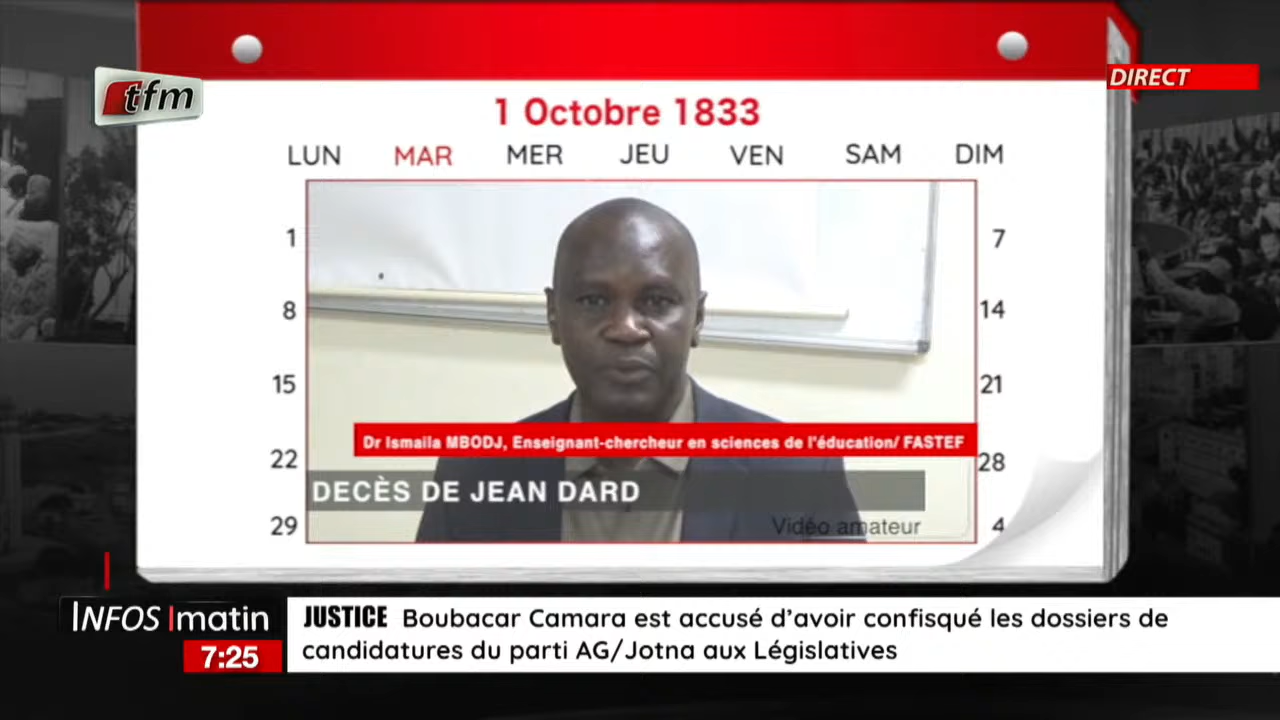 tfm
DIRECT
1 Octobre 1833
LUN MAR MER JEU VEN SAM DIM
1 7
8 14
15 21
Dr Ismaila MBODJ, Enseignant-chercheur en sciences de l'éducation/ FASTEF
22 28
DECÈS DE JEAN DARD
Vidéo amateur
29 4
INFOS matin
7:25
JUSTICE Boubacar Camara est accusé d’avoir confisqué les dossiers de
candidatures du parti AG/Jotna aux Législatives